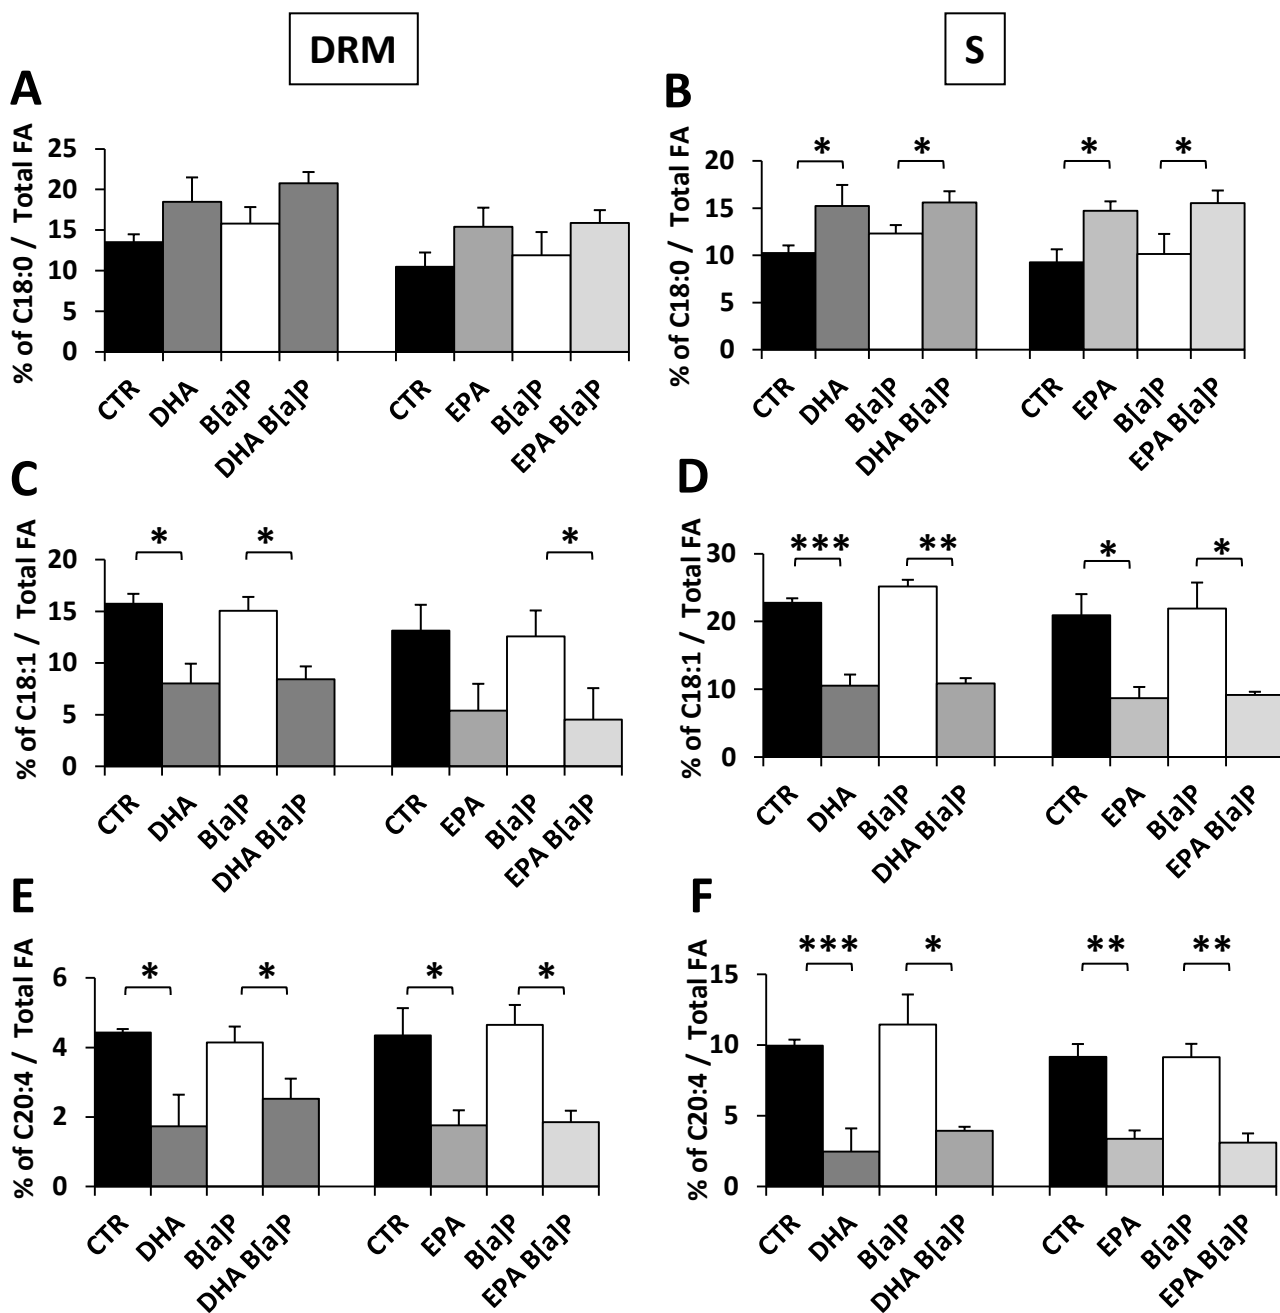 DRM
S
A
% of C18:0 / Total FA
25
20
15
10
5
0
CTR
DHA
B[a]P
DHA B[a]P
CTR
EPA
B[a]P
EPA B[a]P
B
% of C18:0 / Total FA
20
15
10
5
0
*
*
*
*
CTR
DHA
B[a]P
DHA B[a]P
CTR
EPA
B[a]P
EPA B[a]P
C
% of C18:1 / Total FA
20
15
10
5
0
*
*
*
CTR
DHA
B[a]P
DHA B[a]P
CTR
EPA
B[a]P
EPA B[a]P
D
% of C18:1 / Total FA
30
20
10
0
***
**
*
*
CTR
DHA
B[a]P
DHA B[a]P
CTR
EPA
B[a]P
EPA B[a]P
E
% of C20:4 / Total FA
6
4
2
0
*
*
*
*
CTR
DHA
B[a]P
DHA B[a]P
CTR
EPA
B[a]P
EPA B[a]P
F
% of C20:4 / Total FA
15
10
5
0
***
*
**
**
CTR
DHA
B[a]P
DHA B[a]P
CTR
EPA
B[a]P
EPA B[a]P